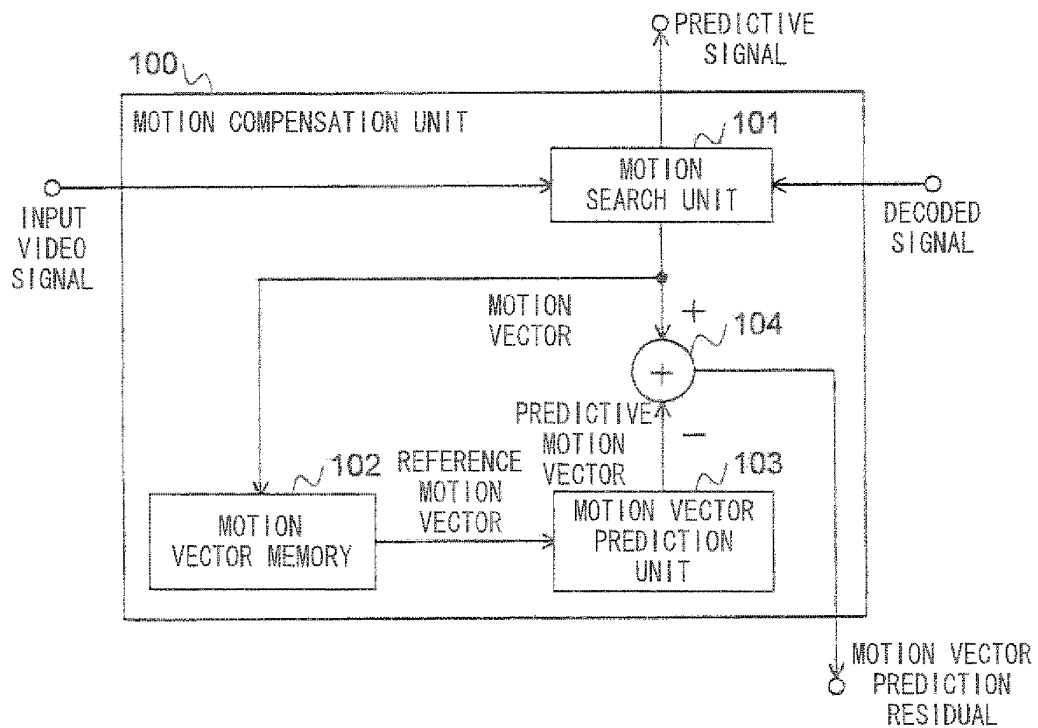 PREDICTIVE
SIGNAL
100
MOTION COMPENSATION UNIT
101
MOTION
SEARCH UNIT
INPUT
VIDEO
SIGNAL
DECODED
SIGNAL
MOTION
VECTOR
+
104
+
PREDICTIVE
MOTION
VECTOR
−
102
REFERENCE
MOTION
VECTOR
103
MOTION
VECTOR MEMORY
MOTION VECTOR
PREDICTION
UNIT
MOTION VECTOR
PREDICTION
RESIDUAL